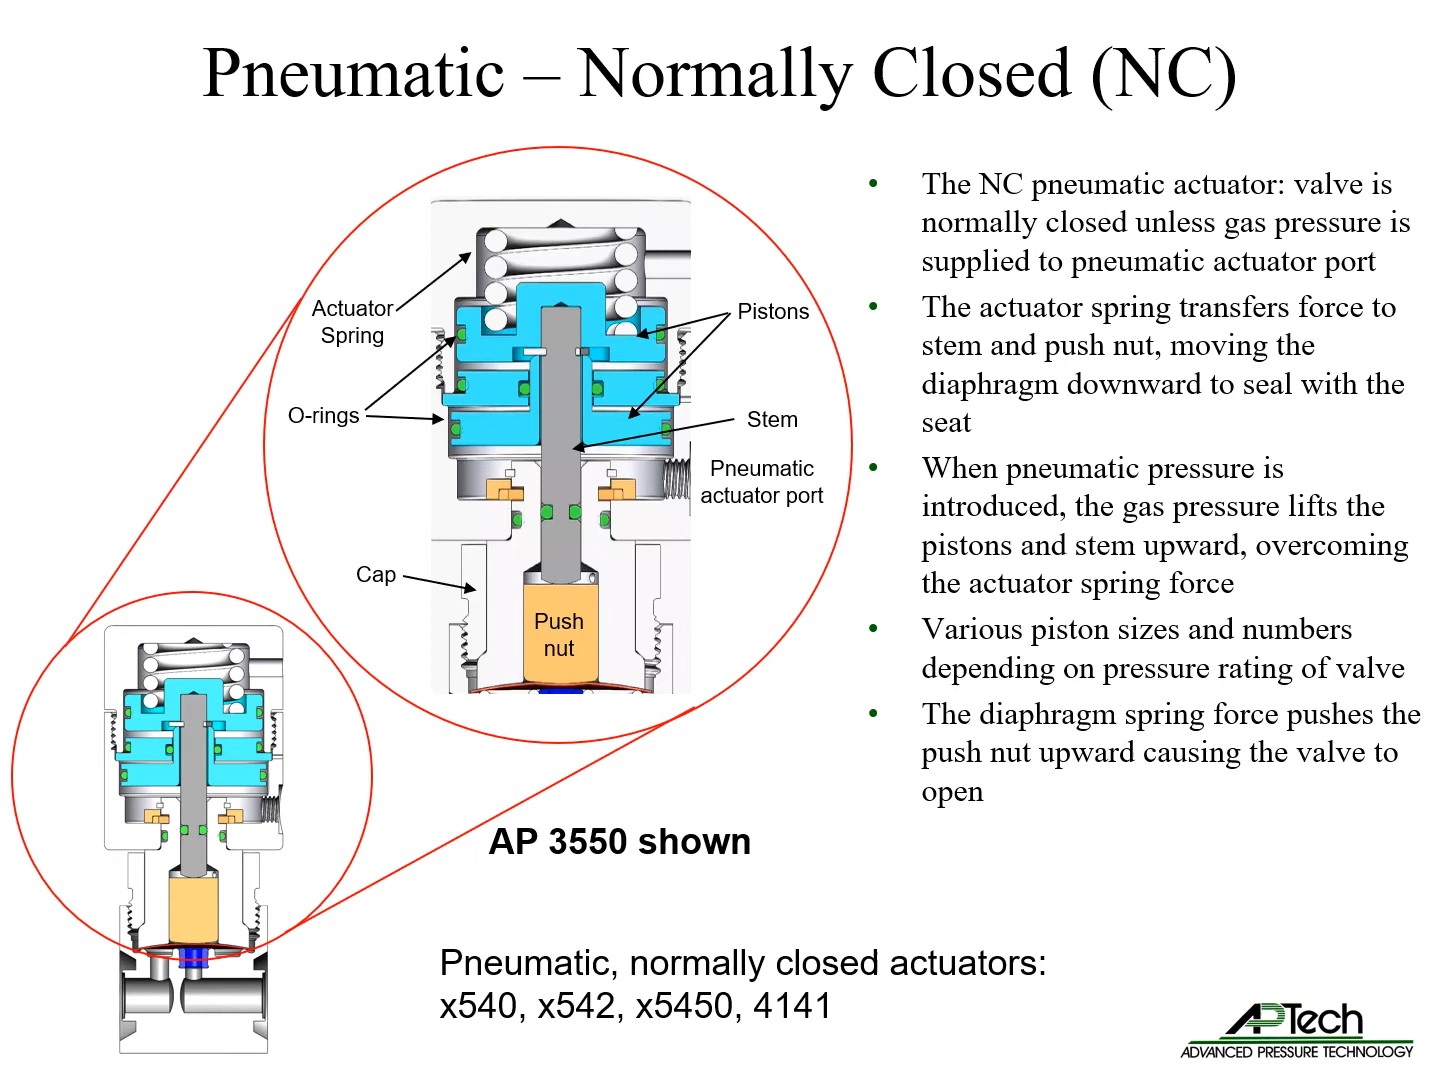 Pneumatic – Normally Closed (NC)
Actuator
Spring
O-rings
Cap
Pistons
Stem
Pneumatic
actuator port
Push
nut
• The NC pneumatic actuator: valve is
normally closed unless gas pressure is
supplied to pneumatic actuator port
• The actuator spring transfers force to
stem and push nut, moving the
diaphragm downward to seal with the
seat
• When pneumatic pressure is
introduced, the gas pressure lifts the
pistons and stem upward, overcoming
the actuator spring force
• Various piston sizes and numbers
depending on pressure rating of valve
• The diaphragm spring force pushes the
push nut upward causing the valve to
open
AP 3550 shown
Pneumatic, normally closed actuators:
x540, x542, x5450, 4141
APTech
ADVANCED PRESSURE TECHNOLOGY